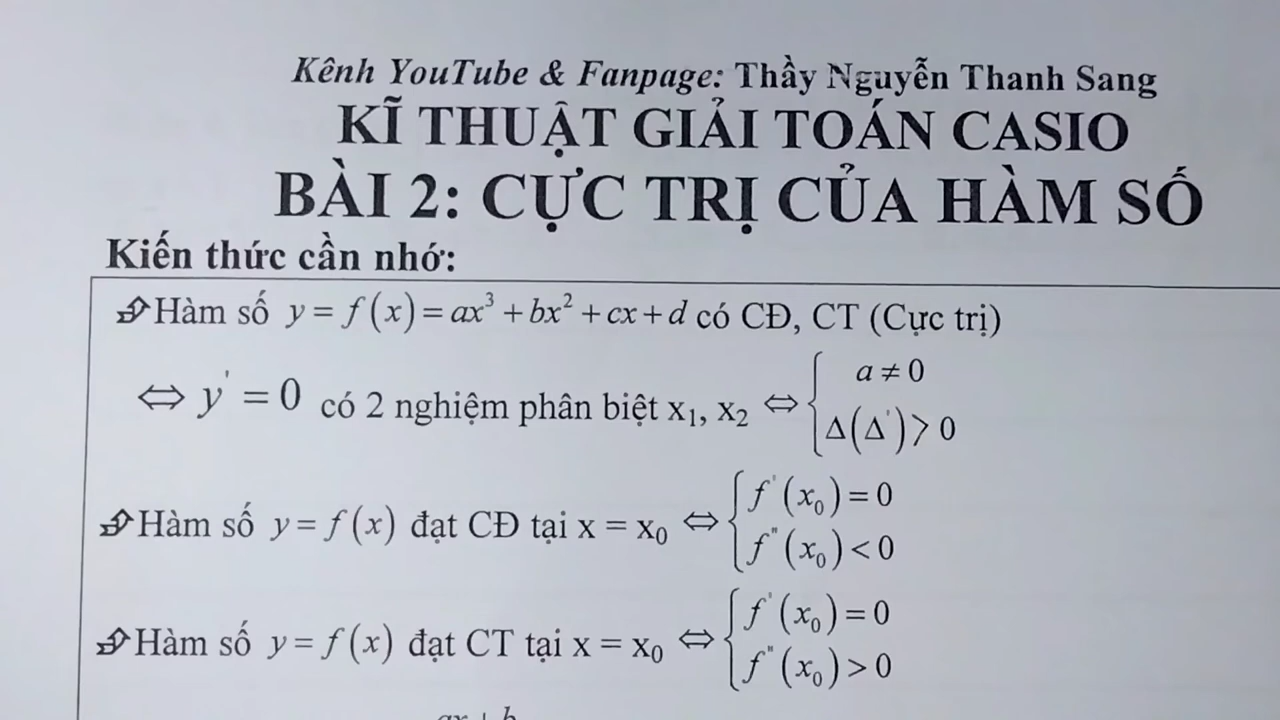 Kênh YouTube & Fanpage: Thầy Nguyễn Thanh Sang
KĨ THUẬT GIẢI TOÁN CASIO
BÀI 2: CỰC TRỊ CỦA HÀM SỐ
Kiến thức cần nhớ:
Hàm số y = f(x) = ax³ + bx² + cx + d có CĐ, CT (Cực trị)
⇔ y' = 0 có 2 nghiệm phân biệt x₁, x₂ ⇔ { a ≠ 0
Δ(Δ') > 0
Hàm số y = f(x) đạt CĐ tại x = x₀ ⇔ { f'(x₀) = 0
f''(x₀) < 0
Hàm số y = f(x) đạt CT tại x = x₀ ⇔ { f'(x₀) = 0
f''(x₀) > 0
ax + b